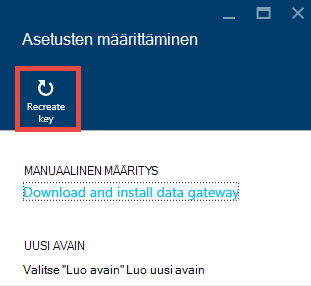 Asetusten määrittäminen
Recreate
key
MANUAALINEN MÄÄRITYS
Download and install data gateway
UUSI AVAIN
Valitse "Luo avain" Luo uusi avain